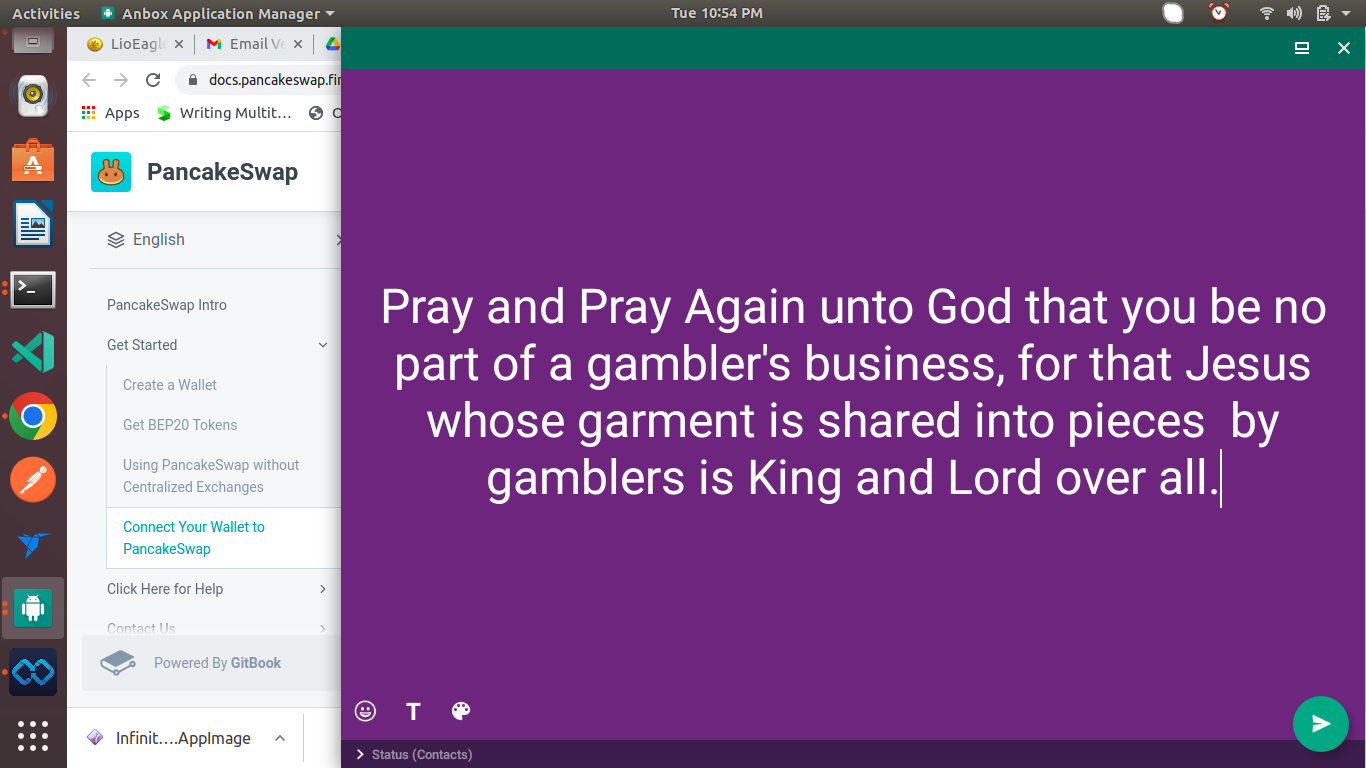 Activities
Anbox Application Manager
Tue 10:54 PM
LioEagl
Email Ve
docs.pancakeswap.fin
Apps
Writing Multit...
PancakeSwap
English
PancakeSwap Intro
Get Started
Create a Wallet
Get BEP20 Tokens
Using PancakeSwap without
Centralized Exchanges
Connect Your Wallet to
PancakeSwap
Click Here for Help
Contact Us
Powered By GitBook
Infinit....AppImage
Pray and Pray Again unto God that you be no
part of a gambler's business, for that Jesus
whose garment is shared into pieces  by
gamblers is King and Lord over all.
T
Status (Contacts)